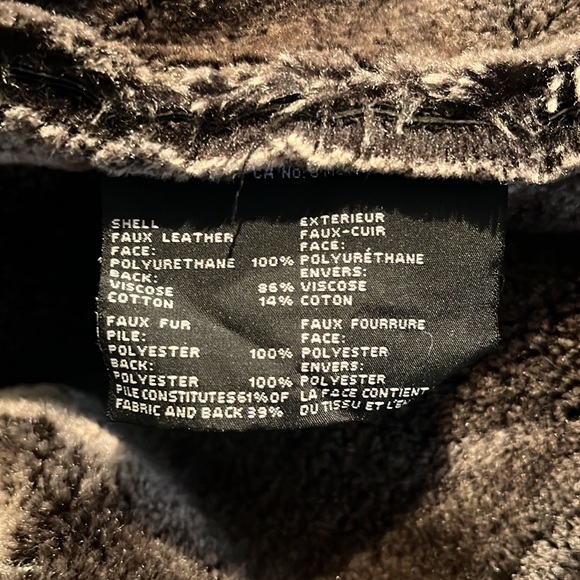 CA No.
SHELL
FAUX LEATHER
FACE:
POLYURETHANE 100%
BACK:
VISCOSE 86%
COTTON 14%
FAUX FUR
PILE:
POLYESTER 100%
BACK:
POLYESTER 100%
PILE CONSTITUTES 61% OF
FABRIC AND BACK 39%
EXTERIEUR
FAUX-CUIR
FACE:
POLYURÉTHANE
ENVERS:
VISCOSE
COTON
FAUX FOURRURE
FACE:
POLYESTER
ENVERS:
POLYESTER
LA FACE CONTIENT
DU TISSU ET